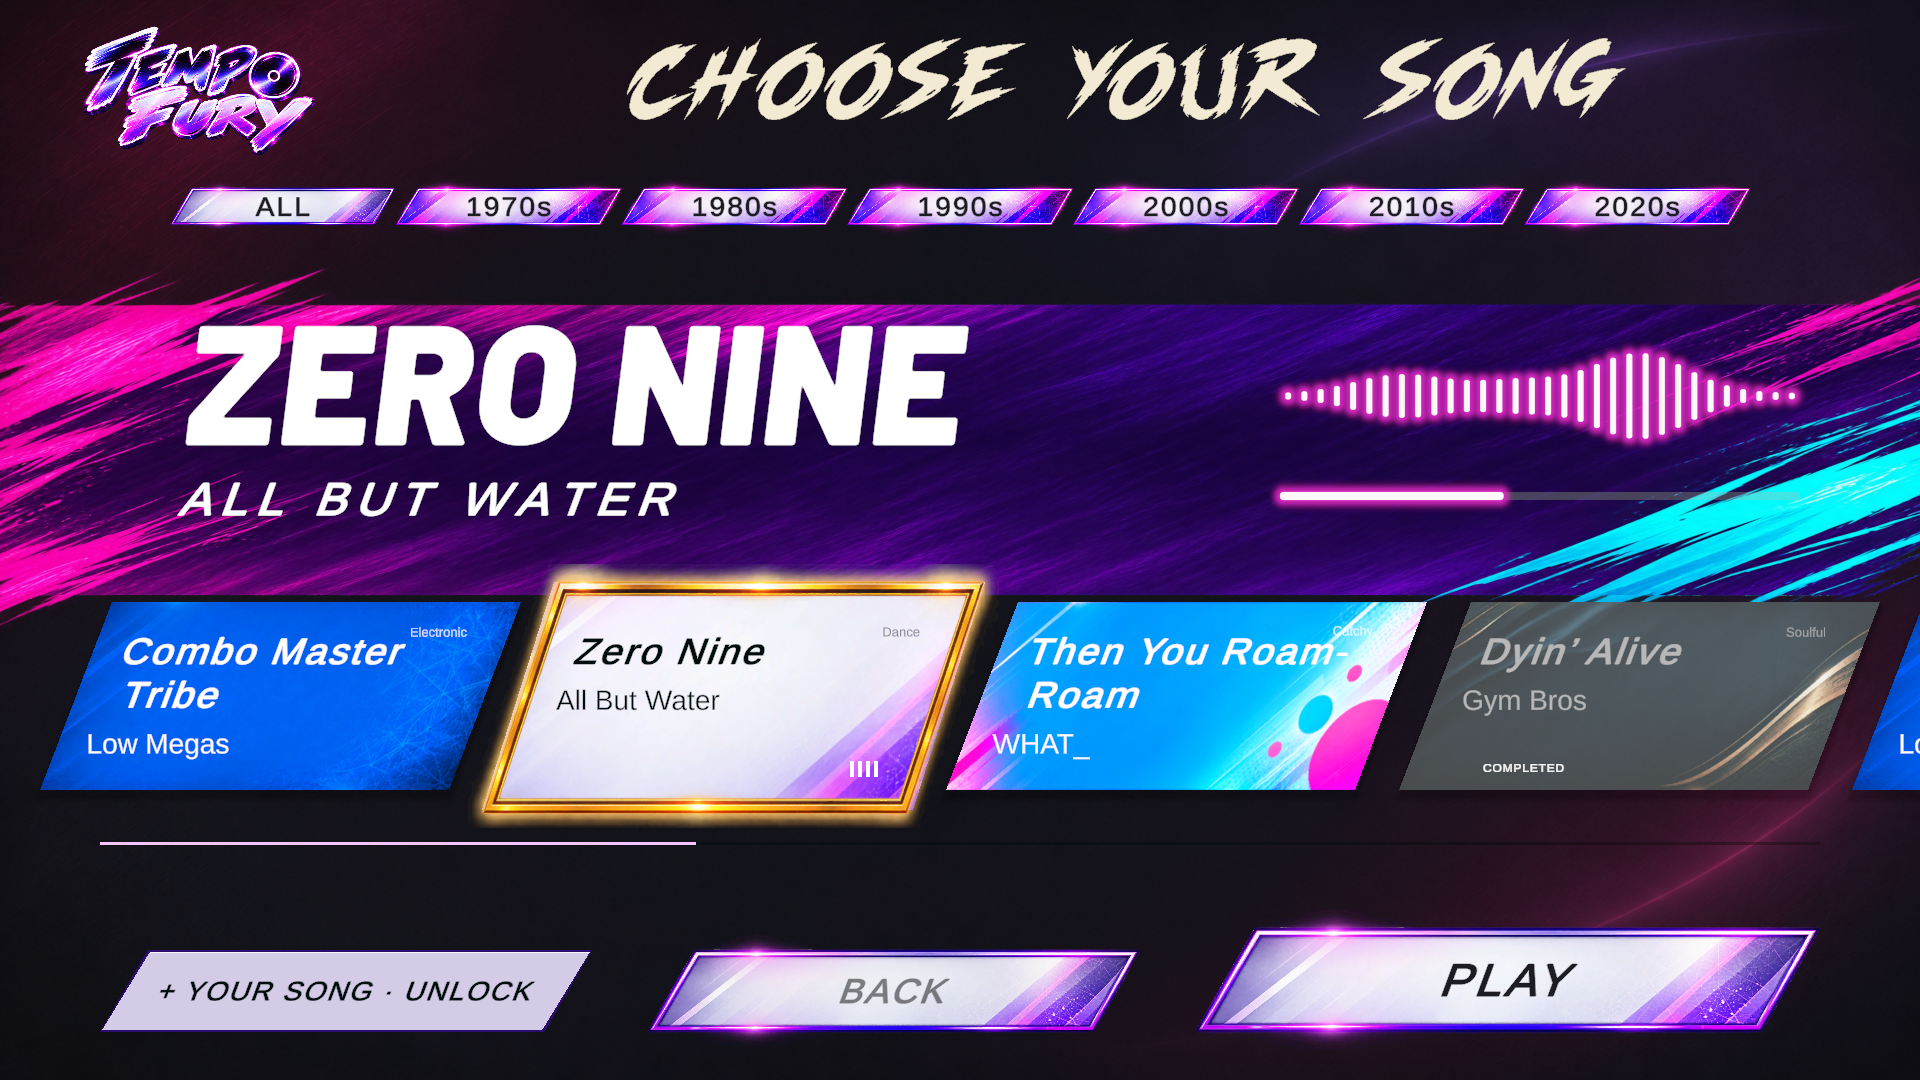 TEMPO
FURY
CHOOSE YOUR SONG
ALL
1970s
1980s
1990s
2000s
2010s
2020s
ZERO NINE
ALL BUT WATER
Combo Master
Tribe
Electronic
Low Megas
Zero Nine
Dance
All But Water
Then You Roam-
Roam
Catchy
WHAT_
Dyin' Alive
Soulful
Gym Bros
COMPLETED
+ YOUR SONG · UNLOCK
BACK
PLAY